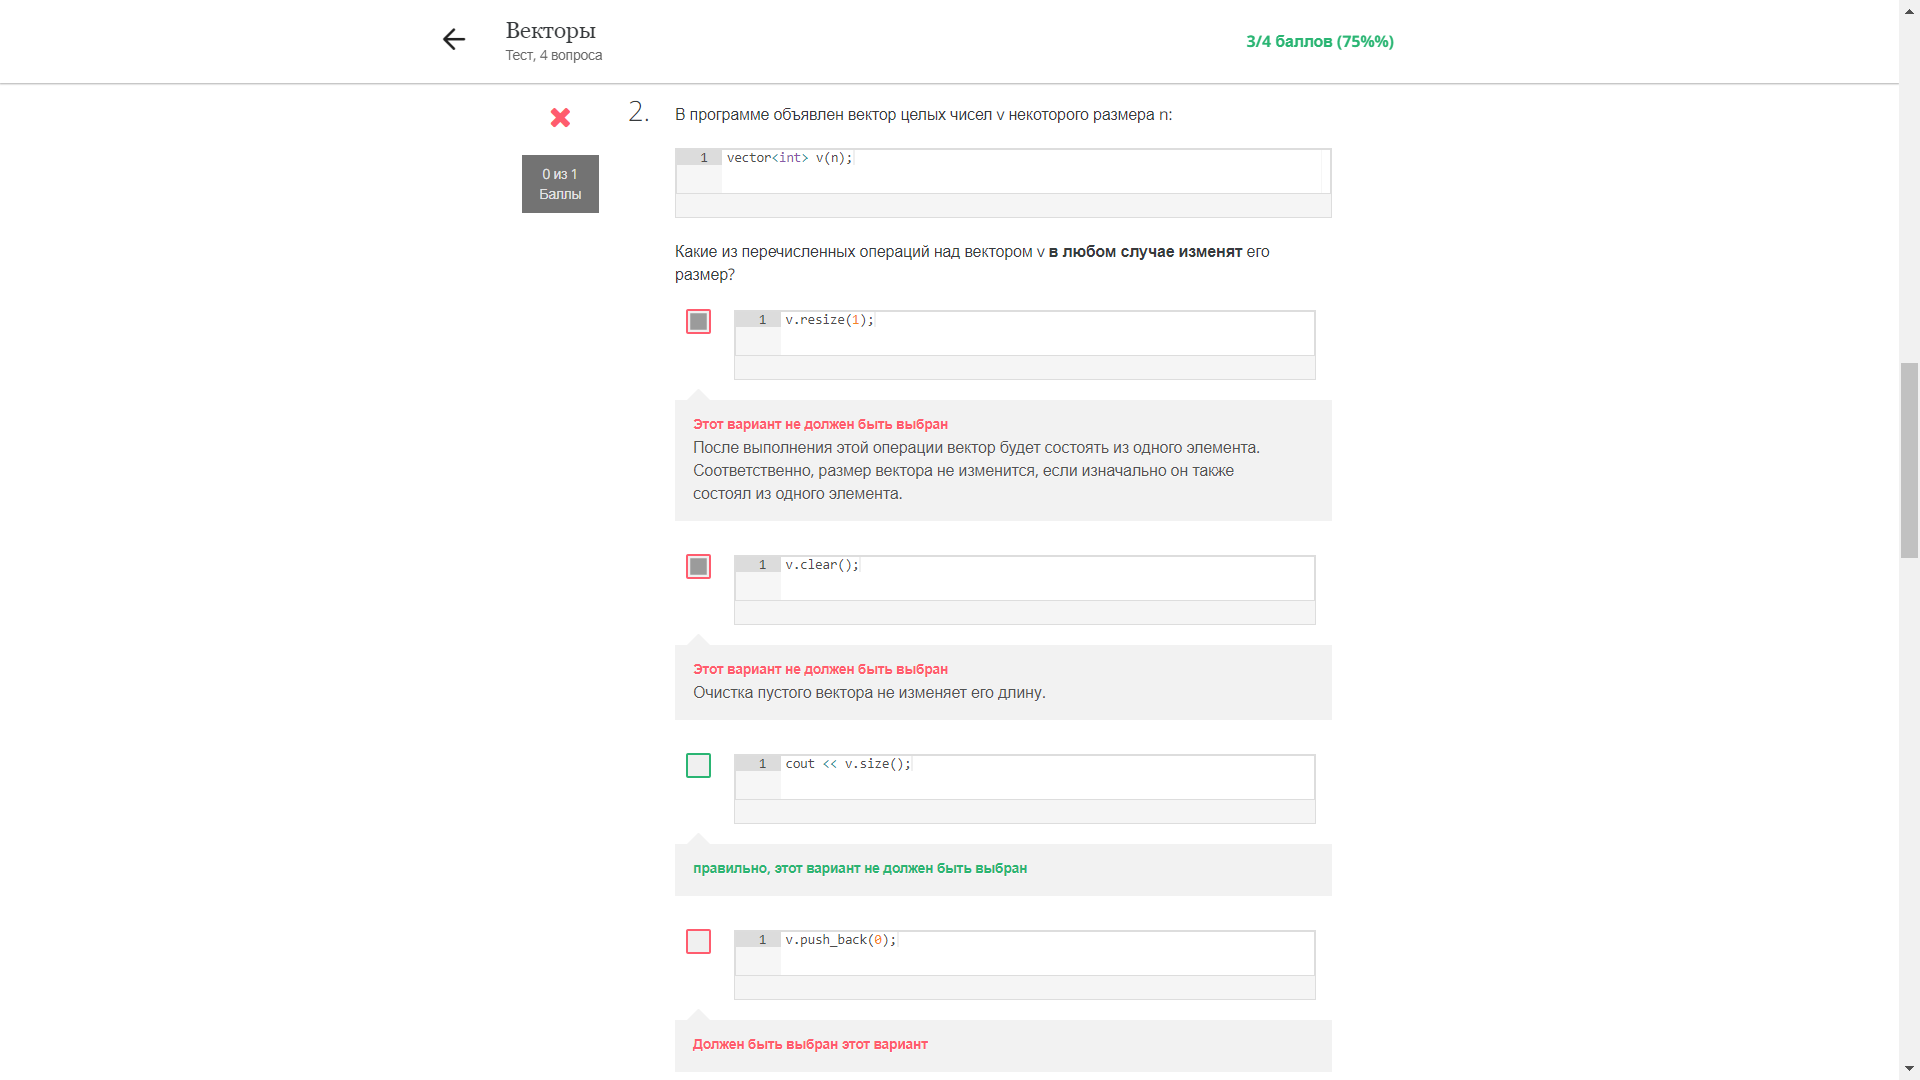 Векторы
Тест, 4 вопроса
3/4 баллов (75%%)
0 из 1
Баллы
2.
В программе объявлен вектор целых чисел v некоторого размера n:
1 vector<int> v(n);
Какие из перечисленных операций над вектором v в любом случае изменят его
размер?
1 v.resize(1);
Этот вариант не должен быть выбран
После выполнения этой операции вектор будет состоять из одного элемента.
Соответственно, размер вектора не изменится, если изначально он также
состоял из одного элемента.
1 v.clear();
Этот вариант не должен быть выбран
Очистка пустого вектора не изменяет его длину.
1 cout << v.size();
правильно, этот вариант не должен быть выбран
1 v.push_back(0);
Должен быть выбран этот вариант